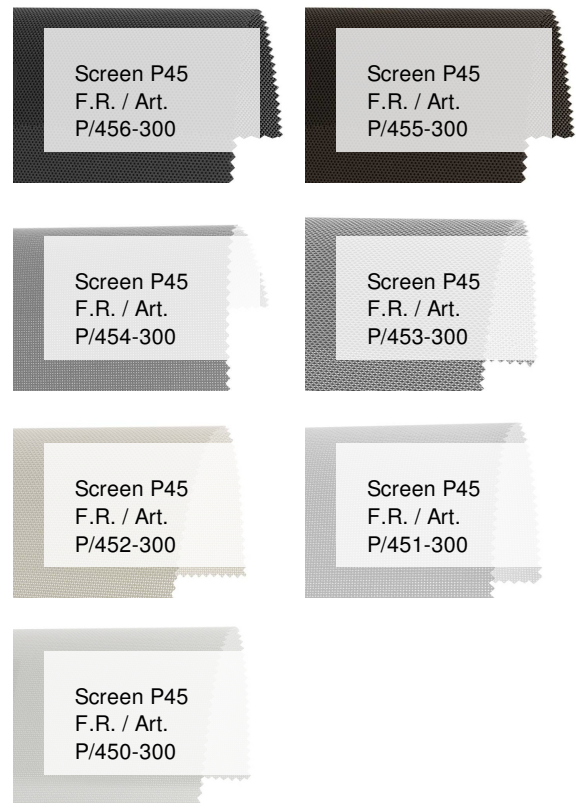 Screen P45
F.R. / Art.
P/456-300
Screen P45
F.R. / Art.
P/455-300
Screen P45
F.R. / Art.
P/454-300
Screen P45
F.R. / Art.
P/453-300
Screen P45
F.R. / Art.
P/452-300
Screen P45
F.R. / Art.
P/451-300
Screen P45
F.R. / Art.
P/450-300